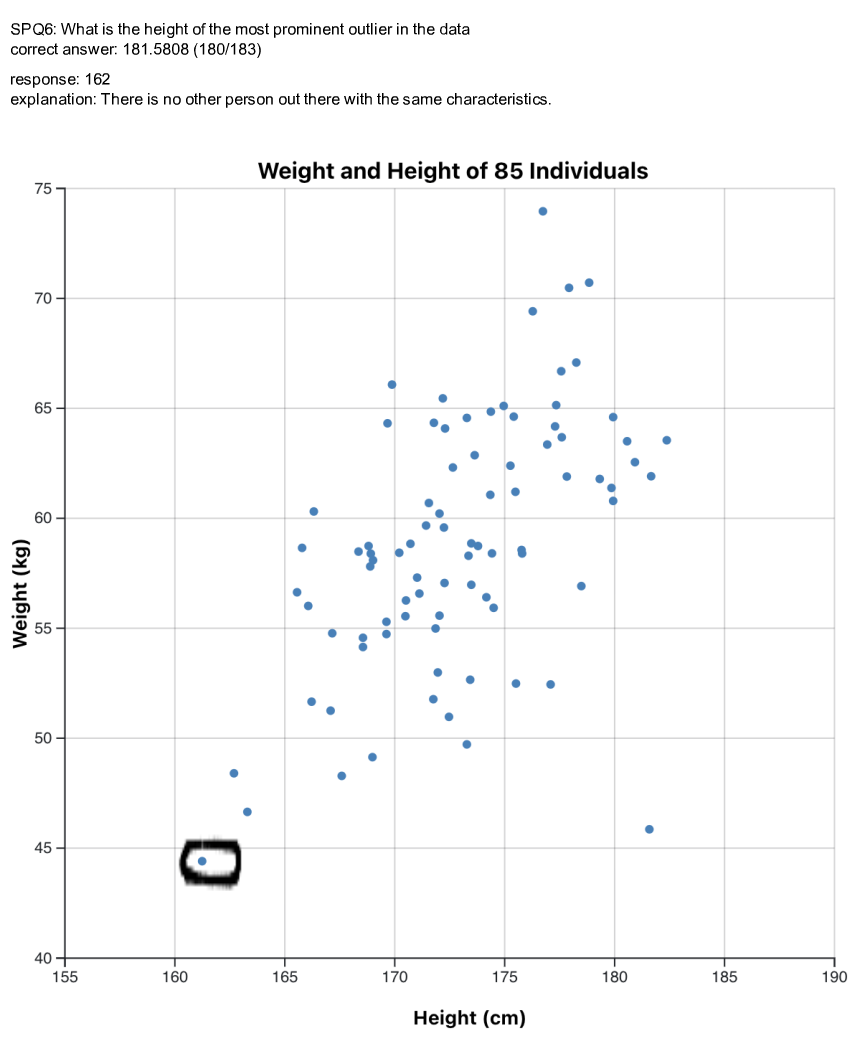 SPQ6: What is the height of the most prominent outlier in the data
correct answer: 181.5808 (180/183)
response: 162
explanation: There is no other person out there with the same characteristics.
Weight and Height of 85 Individuals
75
70
65
60
55
50
45
40
Weight (kg)
155 160 165 170 175 180 185 190
Height (cm)